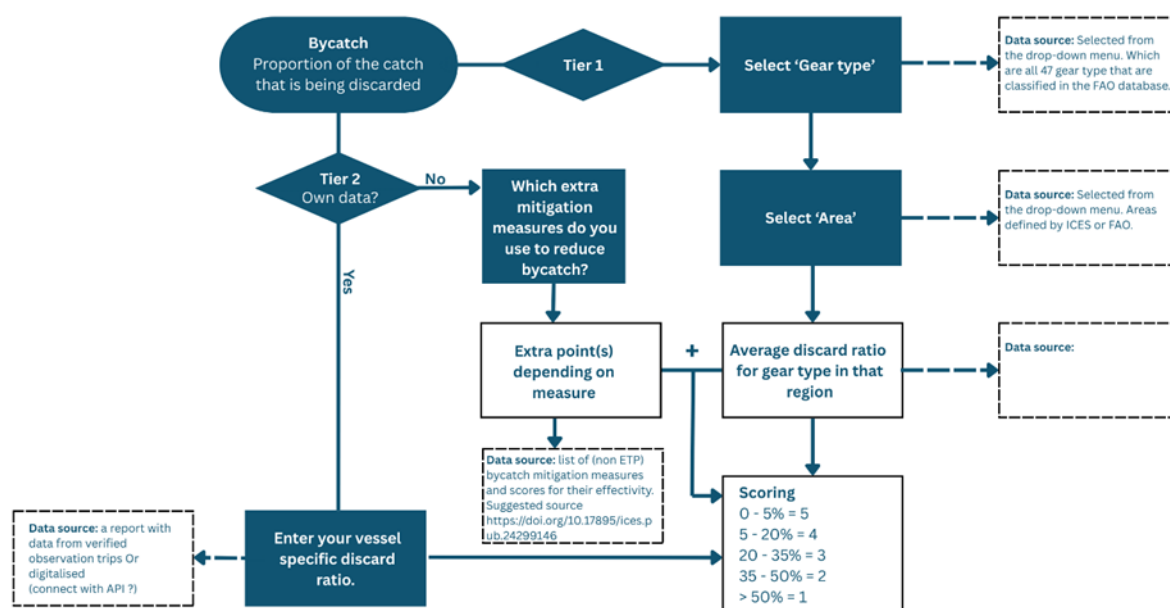 Bycatch
Proportion of the catch
that is being discarded
Tier 1
Select ‘Gear type’
Data source: Selected from
the drop-down menu. Which
are all 47 gear type that are
classified in the FAO database.
Tier 2
Own data?
No
Yes
Which extra
mitigation
measures do you
use to reduce
bycatch?
Select ‘Area’
Data source: Selected from
the drop-down menu. Areas
defined by ICES or FAO.
Extra point(s)
depending on
measure
+
Average discard ratio
for gear type in that
region
Data source:
Data source: list of (non ETP)
bycatch mitigation measures
and scores for their effectivity.
Suggested source
https://doi.org/10.17895/ices.p
ub.24299146
Scoring
0 - 5% = 5
5 - 20% = 4
20 - 35% = 3
35 - 50% = 2
> 50% = 1
Data source: a report with
data from verified
observation trips Or
digitalised
(connect with API ?)
Enter your vessel
specific discard
ratio.